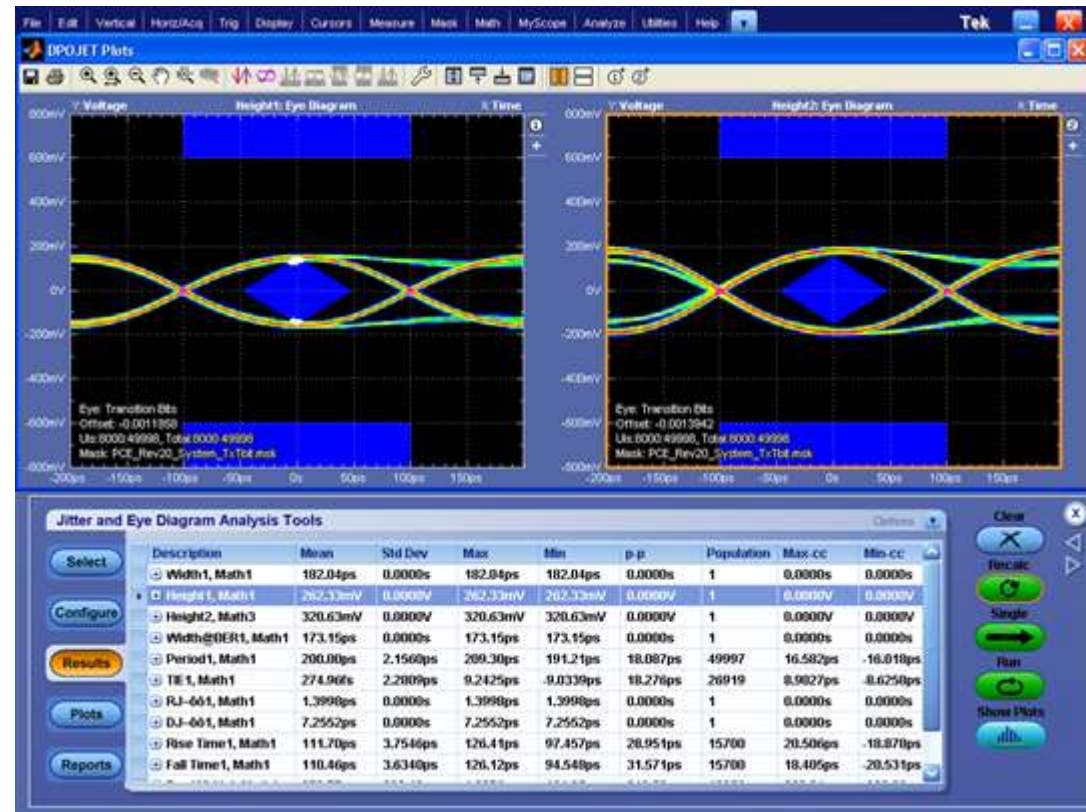 File Edit Vertical Horiz/Acq Trig Display Cursors Measure Mask Math MyScope Analyze Utilities Help Tek
DPOJET Plots
Y: Voltage Height1: Eye Diagram X: Time
Y: Voltage Height2: Eye Diagram X: Time
800mV
600mV
400mV
200mV
0V
-200mV
-400mV
-600mV
-800mV
Eye: Transition Bits
Offset: -0.0011858
UIs:8000:49998, Total:8000:49998
Mask: PCE_Rev20_System_TxTbit.msk
-200ps -150ps -100ps -50ps 0s 50ps 100ps 150ps
800mV
600mV
400mV
200mV
0V
-200mV
-400mV
-600mV
-800mV
Eye: Transition Bits
Offset: -0.0013942
UIs:8000:49998, Total:8000:49998
Mask: PCE_Rev20_System_TxTbit.msk
-200ps -150ps -100ps -50ps 0s 50ps 100ps 150ps
Jitter and Eye Diagram Analysis Tools Options
Select
Configure
Results
Plots
Reports
Description Mean Std Dev Max Min p-p Population Max-cc Min-cc
Width1, Math1 182.04ps 0.0000s 182.04ps 182.04ps 0.0000s 1 0.0000s 0.0000s
Height1, Math1 262.33mV 0.0000V 262.33mV 262.33mV 0.0000V 1 0.0000V 0.0000V
Height2, Math3 320.63mV 0.0000V 320.63mV 320.63mV 0.0000V 1 0.0000V 0.0000V
Width@BER1, Math1 173.15ps 0.0000s 173.15ps 173.15ps 0.0000s 1 0.0000s 0.0000s
Period1, Math1 200.00ps 2.1560ps 209.30ps 191.21ps 18.087ps 49997 16.582ps -16.018ps
TIE1, Math1 274.96fs 2.2009ps 9.2425ps -9.0339ps 18.276ps 26919 8.9027ps -8.6258ps
RJ-δδ1, Math1 1.3998ps 0.0000s 1.3998ps 1.3998ps 0.0000s 1 0.0000s 0.0000s
DJ-δδ1, Math1 7.2552ps 0.0000s 7.2552ps 7.2552ps 0.0000s 1 0.0000s 0.0000s
Rise Time1, Math1 111.70ps 3.7546ps 126.41ps 97.457ps 28.951ps 15700 20.506ps -18.878ps
Fall Time1, Math1 110.46ps 3.6340ps 126.12ps 94.548ps 31.571ps 15700 18.405ps -20.531ps
Clear
Recalc
Single
Run
Show Plots